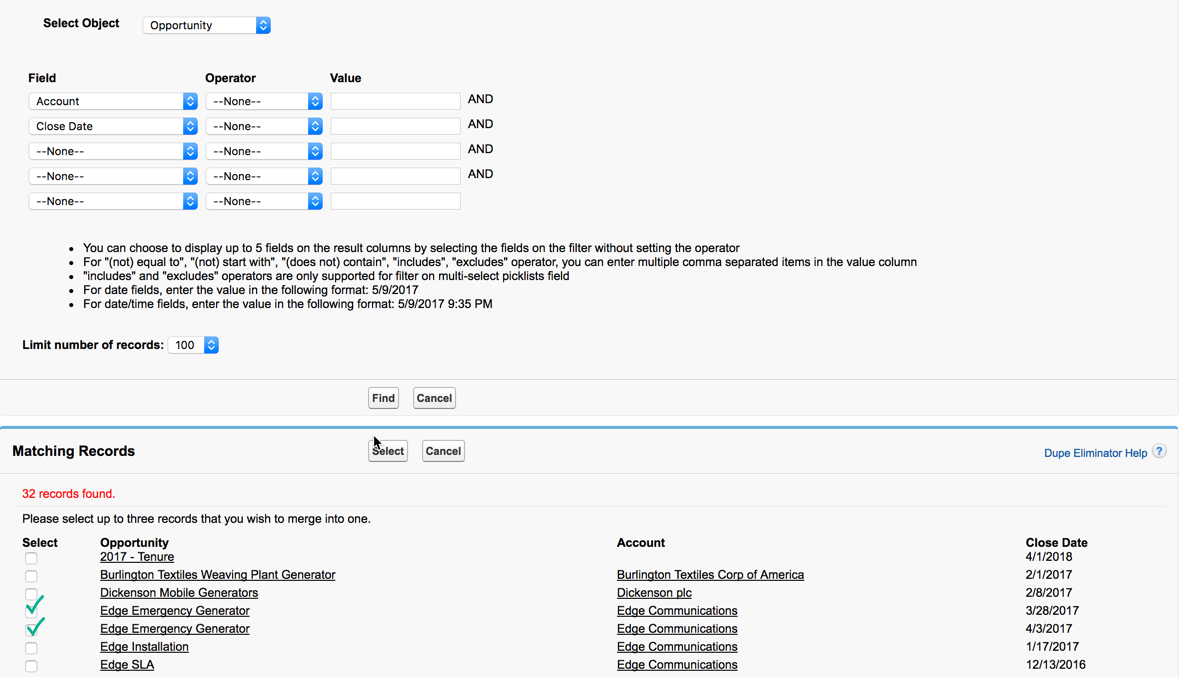 Select Object Opportunity
Field Operator Value
Account --None-- AND
Close Date --None-- AND
--None-- --None-- AND
--None-- --None-- AND
--None-- --None--
• You can choose to display up to 5 fields on the result columns by selecting the fields on the filter without setting the operator
• For "(not) equal to", "(not) start with", "(does not) contain", "includes", "excludes" operator, you can enter multiple comma separated items in the value column
• "includes" and "excludes" operators are only supported for filter on multi-select picklists field
• For date fields, enter the value in the following format: 5/9/2017
• For date/time fields, enter the value in the following format: 5/9/2017 9:35 PM
Limit number of records: 100
Find Cancel
Matching Records Select Cancel Dupe Eliminator Help ?
32 records found.
Please select up to three records that you wish to merge into one.
Select Opportunity Account Close Date
2017 - Tenure 4/1/2018
Burlington Textiles Weaving Plant Generator Burlington Textiles Corp of America 2/1/2017
Dickenson Mobile Generators Dickenson plc 2/8/2017
Edge Emergency Generator Edge Communications 3/28/2017
Edge Emergency Generator Edge Communications 4/3/2017
Edge Installation Edge Communications 1/17/2017
Edge SLA Edge Communications 12/13/2016